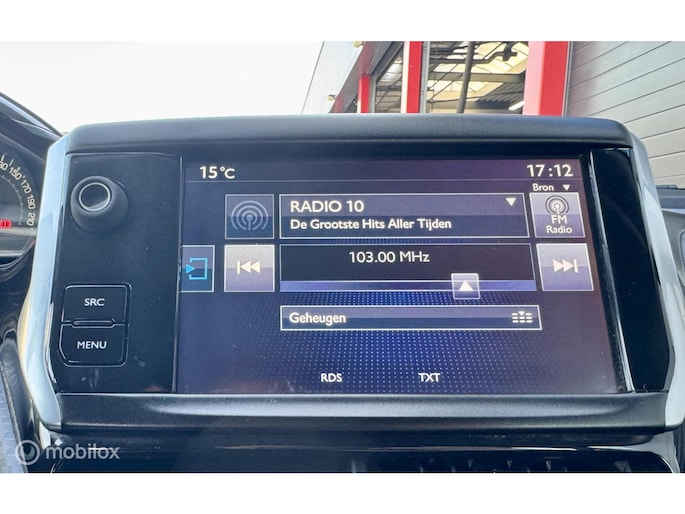 15°C
17:12
Bron ▼
RADIO 10
De Grootste Hits Aller Tijden
FM
Radio
103.00 MHz
SRC
MENU
Geheugen
RDS
TXT
mobilox